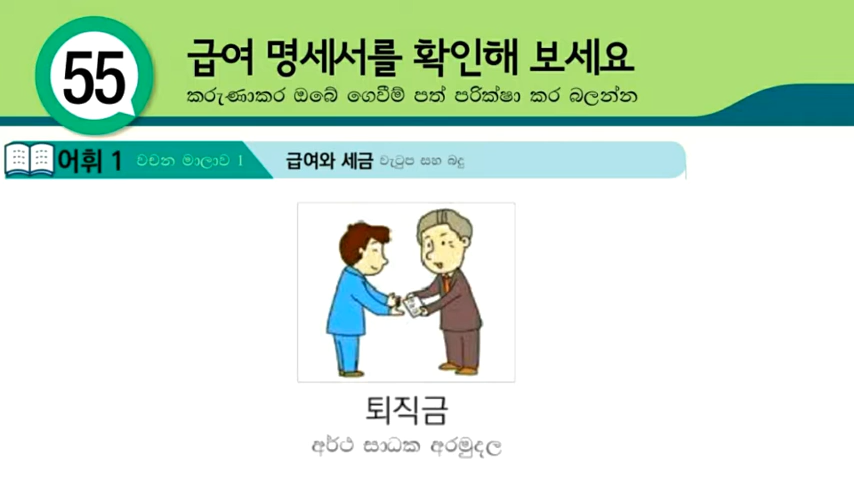 55
급여 명세서를 확인해 보세요
කරුණාකර ඔබේ ගෙවීම් පත් පරික්ෂා කර බලන්න
어휘 1 වචන මාලාව 1
급여와 세금 වැටුප සහ බදු
퇴직금
අර්ථ සාධක අරමුදල